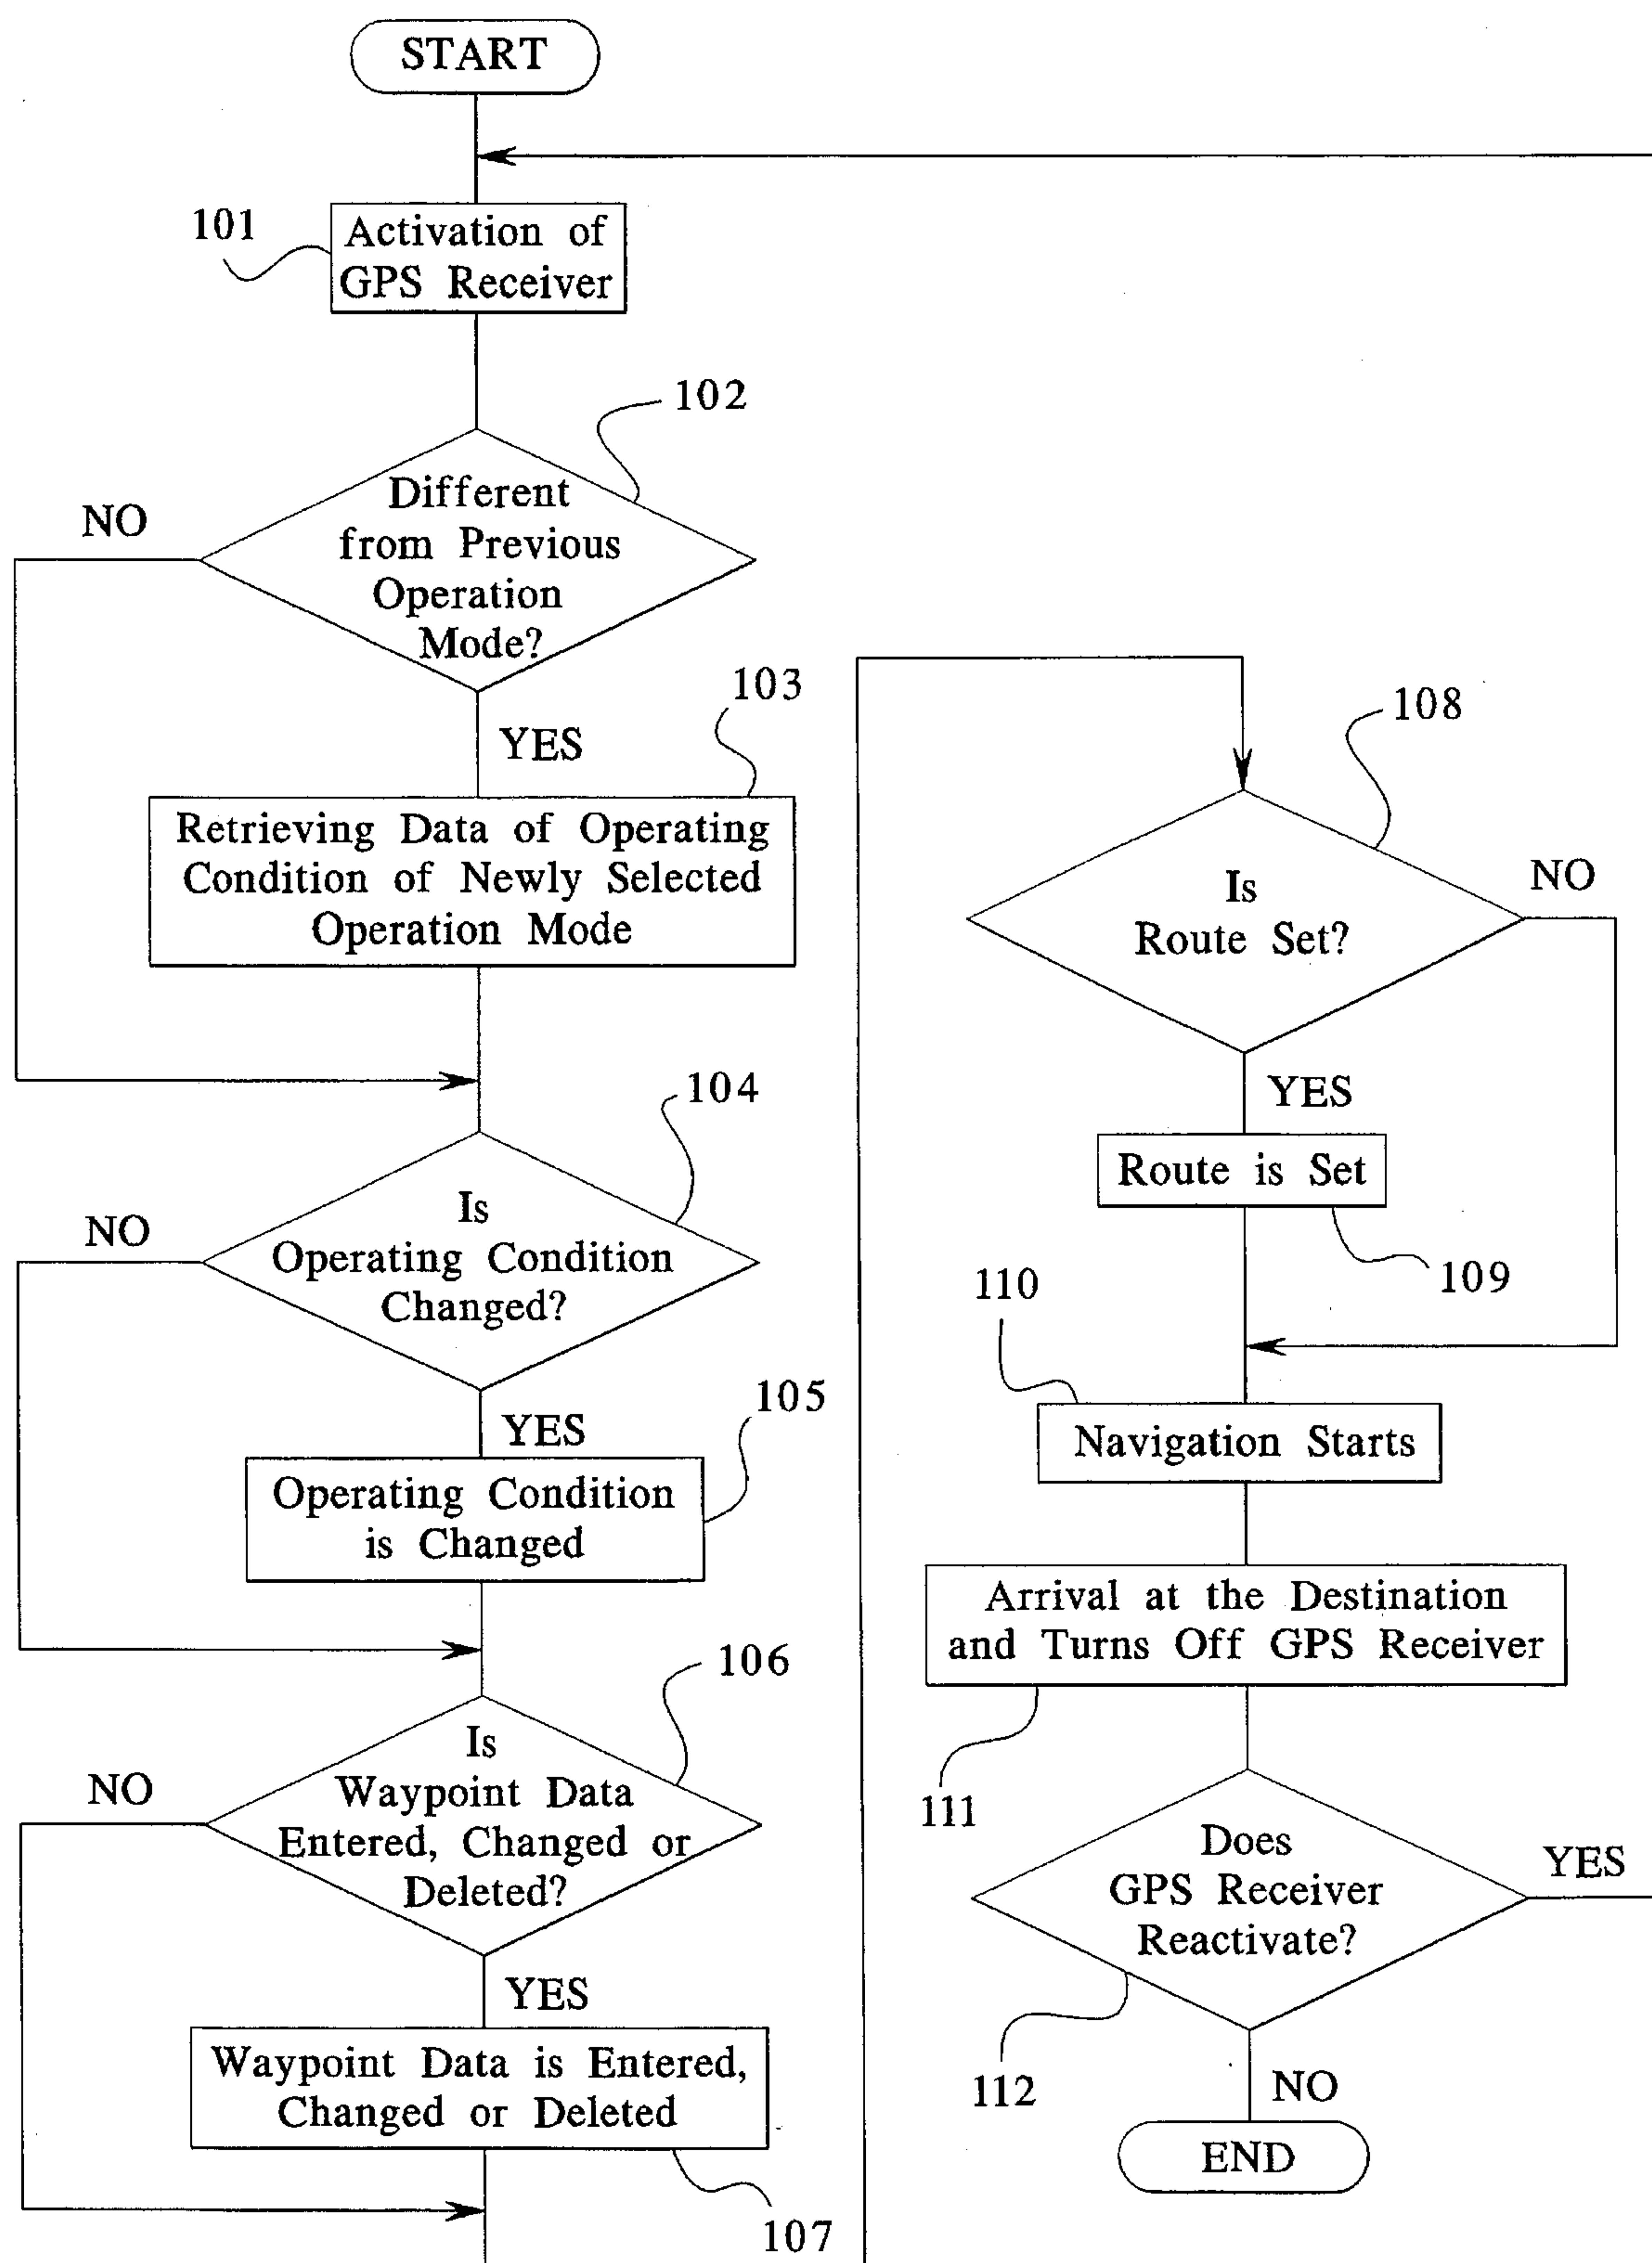 START
101
Activation of
GPS Receiver
102
Different
from Previous
Operation
Mode?
NO
YES
103
Retrieving Data of Operating
Condition of Newly Selected
Operation Mode
104
Is
Operating Condition
Changed?
NO
YES
105
Operating Condition
is Changed
106
Is
Waypoint Data
Entered, Changed or
Deleted?
NO
YES
Waypoint Data is Entered,
Changed or Deleted
107
108
Is
Route Set?
NO
YES
Route is Set
109
110
Navigation Starts
Arrival at the Destination
and Turns Off GPS Receiver
111
Does
GPS Receiver
Reactivate?
YES
112
NO
END